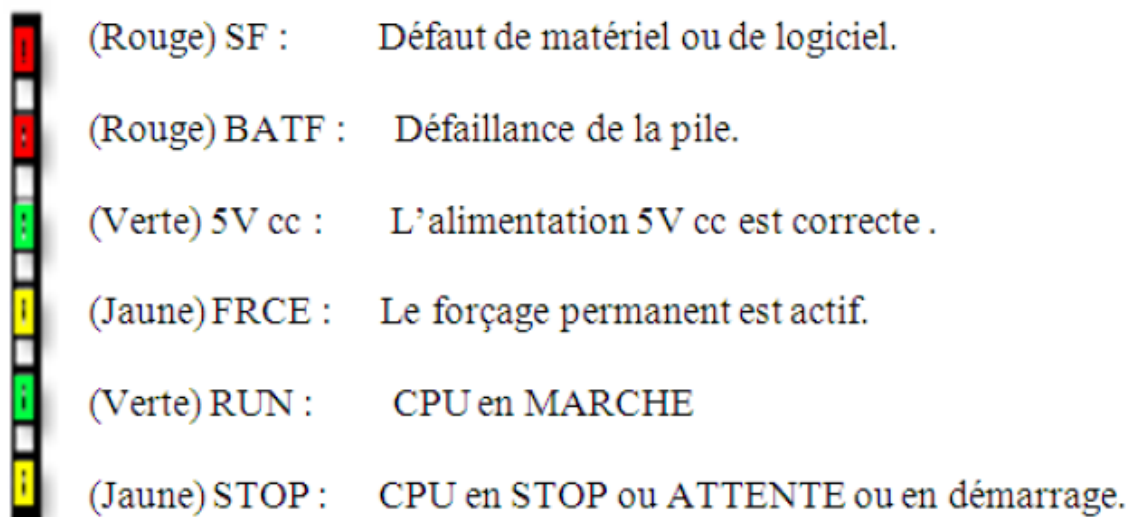 (Rouge) SF : Défaut de matériel ou de logiciel.
(Rouge) BATF : Défaillance de la pile.
(Verte) 5V cc : L'alimentation 5V cc est correcte .
(Jaune) FRCE : Le forçage permanent est actif.
(Verte) RUN : CPU en MARCHE
(Jaune) STOP : CPU en STOP ou ATTENTE ou en démarrage.